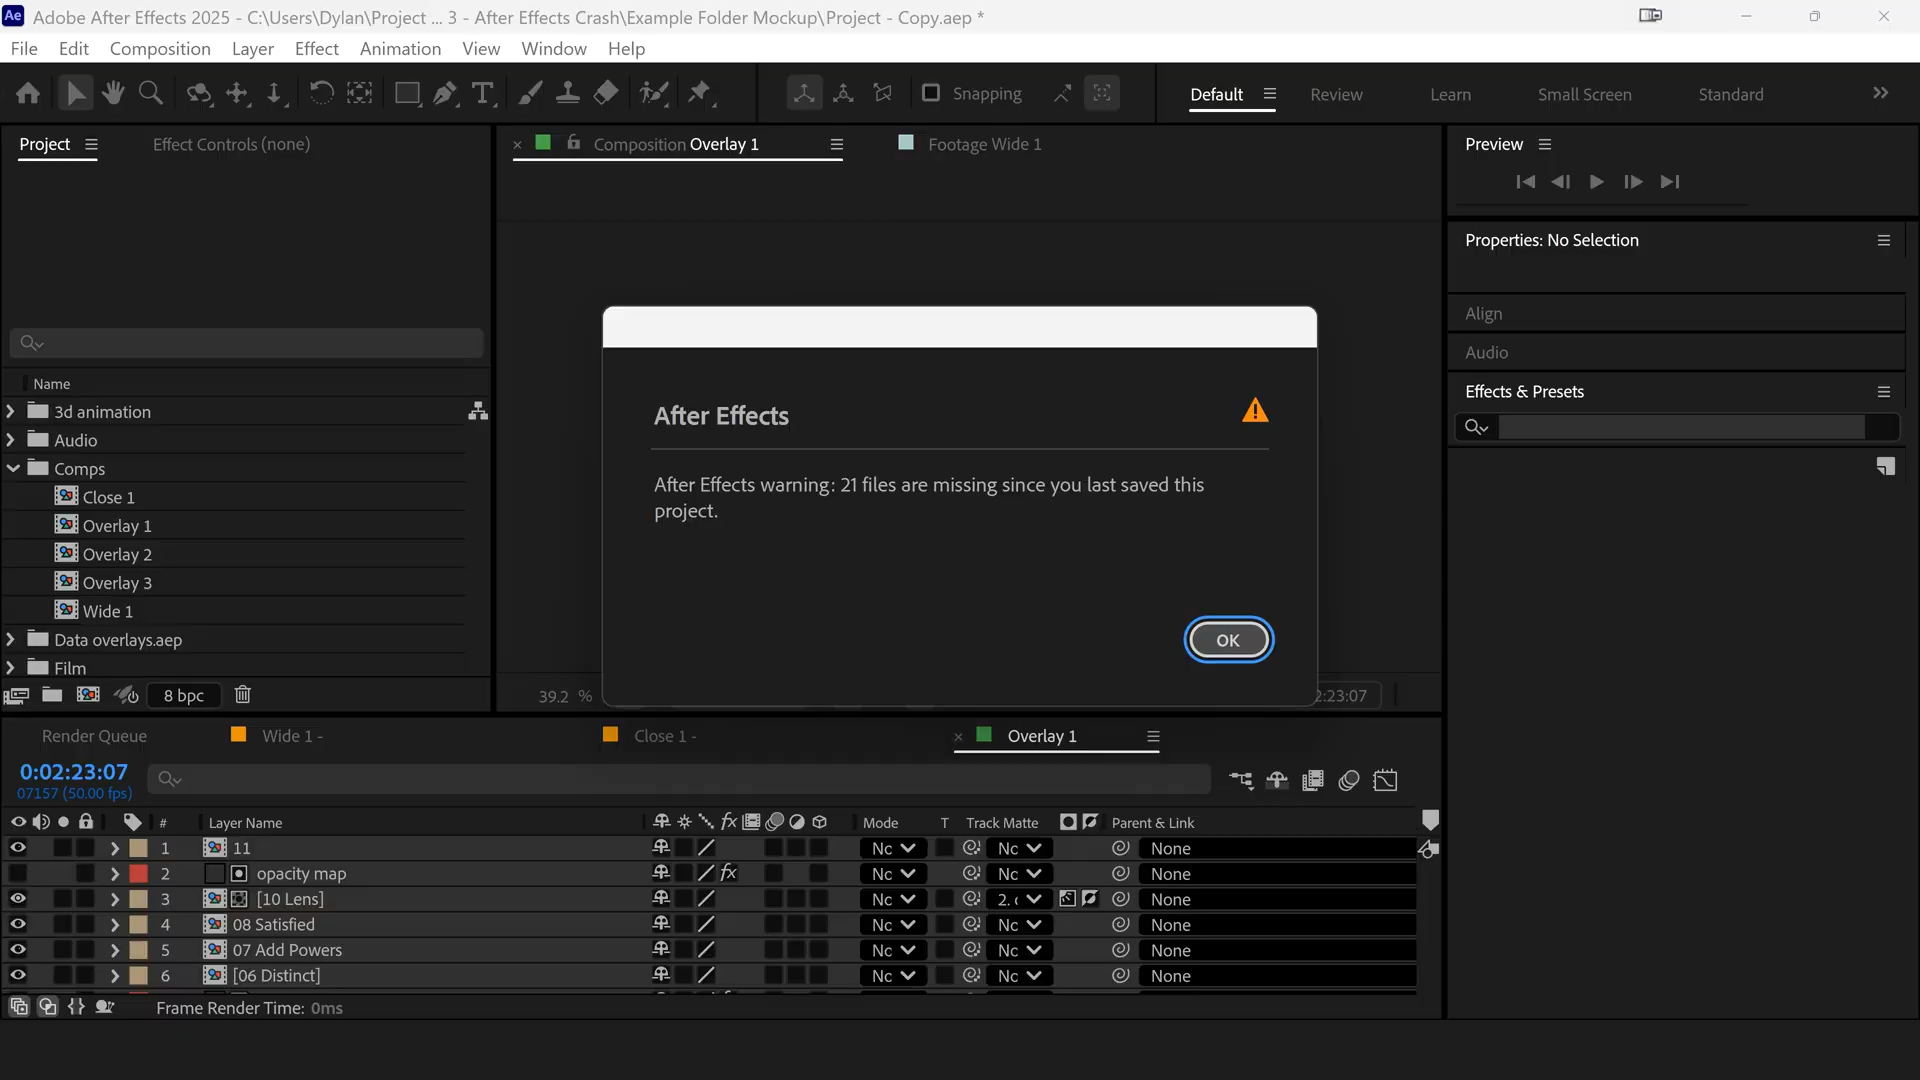 Ae Adobe After Effects 2025 - C:\Users\Dylan\Project ... 3 - After Effects Crash\Example Folder Mockup\Project - Copy.aep *
File Edit Composition Layer Effect Animation View Window Help
Snapping Default Review Learn Small Screen Standard
Project Effect Controls (none) Composition Overlay 1 Footage Wide 1 Preview
Properties: No Selection
Align
Audio
Effects & Presets
Name
3d animation
Audio
Comps
Close 1
Overlay 1
Overlay 2
Overlay 3
Wide 1
Data overlays.aep
Film
8 bpc
After Effects
After Effects warning: 21 files are missing since you last saved this
project.
OK
39.2 % 2:23:07
Render Queue Wide 1 - Close 1 - Overlay 1
0:02:23:07
07157 (50.00 fps)
# Layer Name fx Mode T Track Matte Parent & Link
1 11 Nc Nc None
2 opacity map fx Nc Nc None
3 [10 Lens] Nc 2. None
4 08 Satisfied Nc Nc None
5 07 Add Powers Nc Nc None
6 [06 Distinct] Nc Nc None
Frame Render Time: 0ms